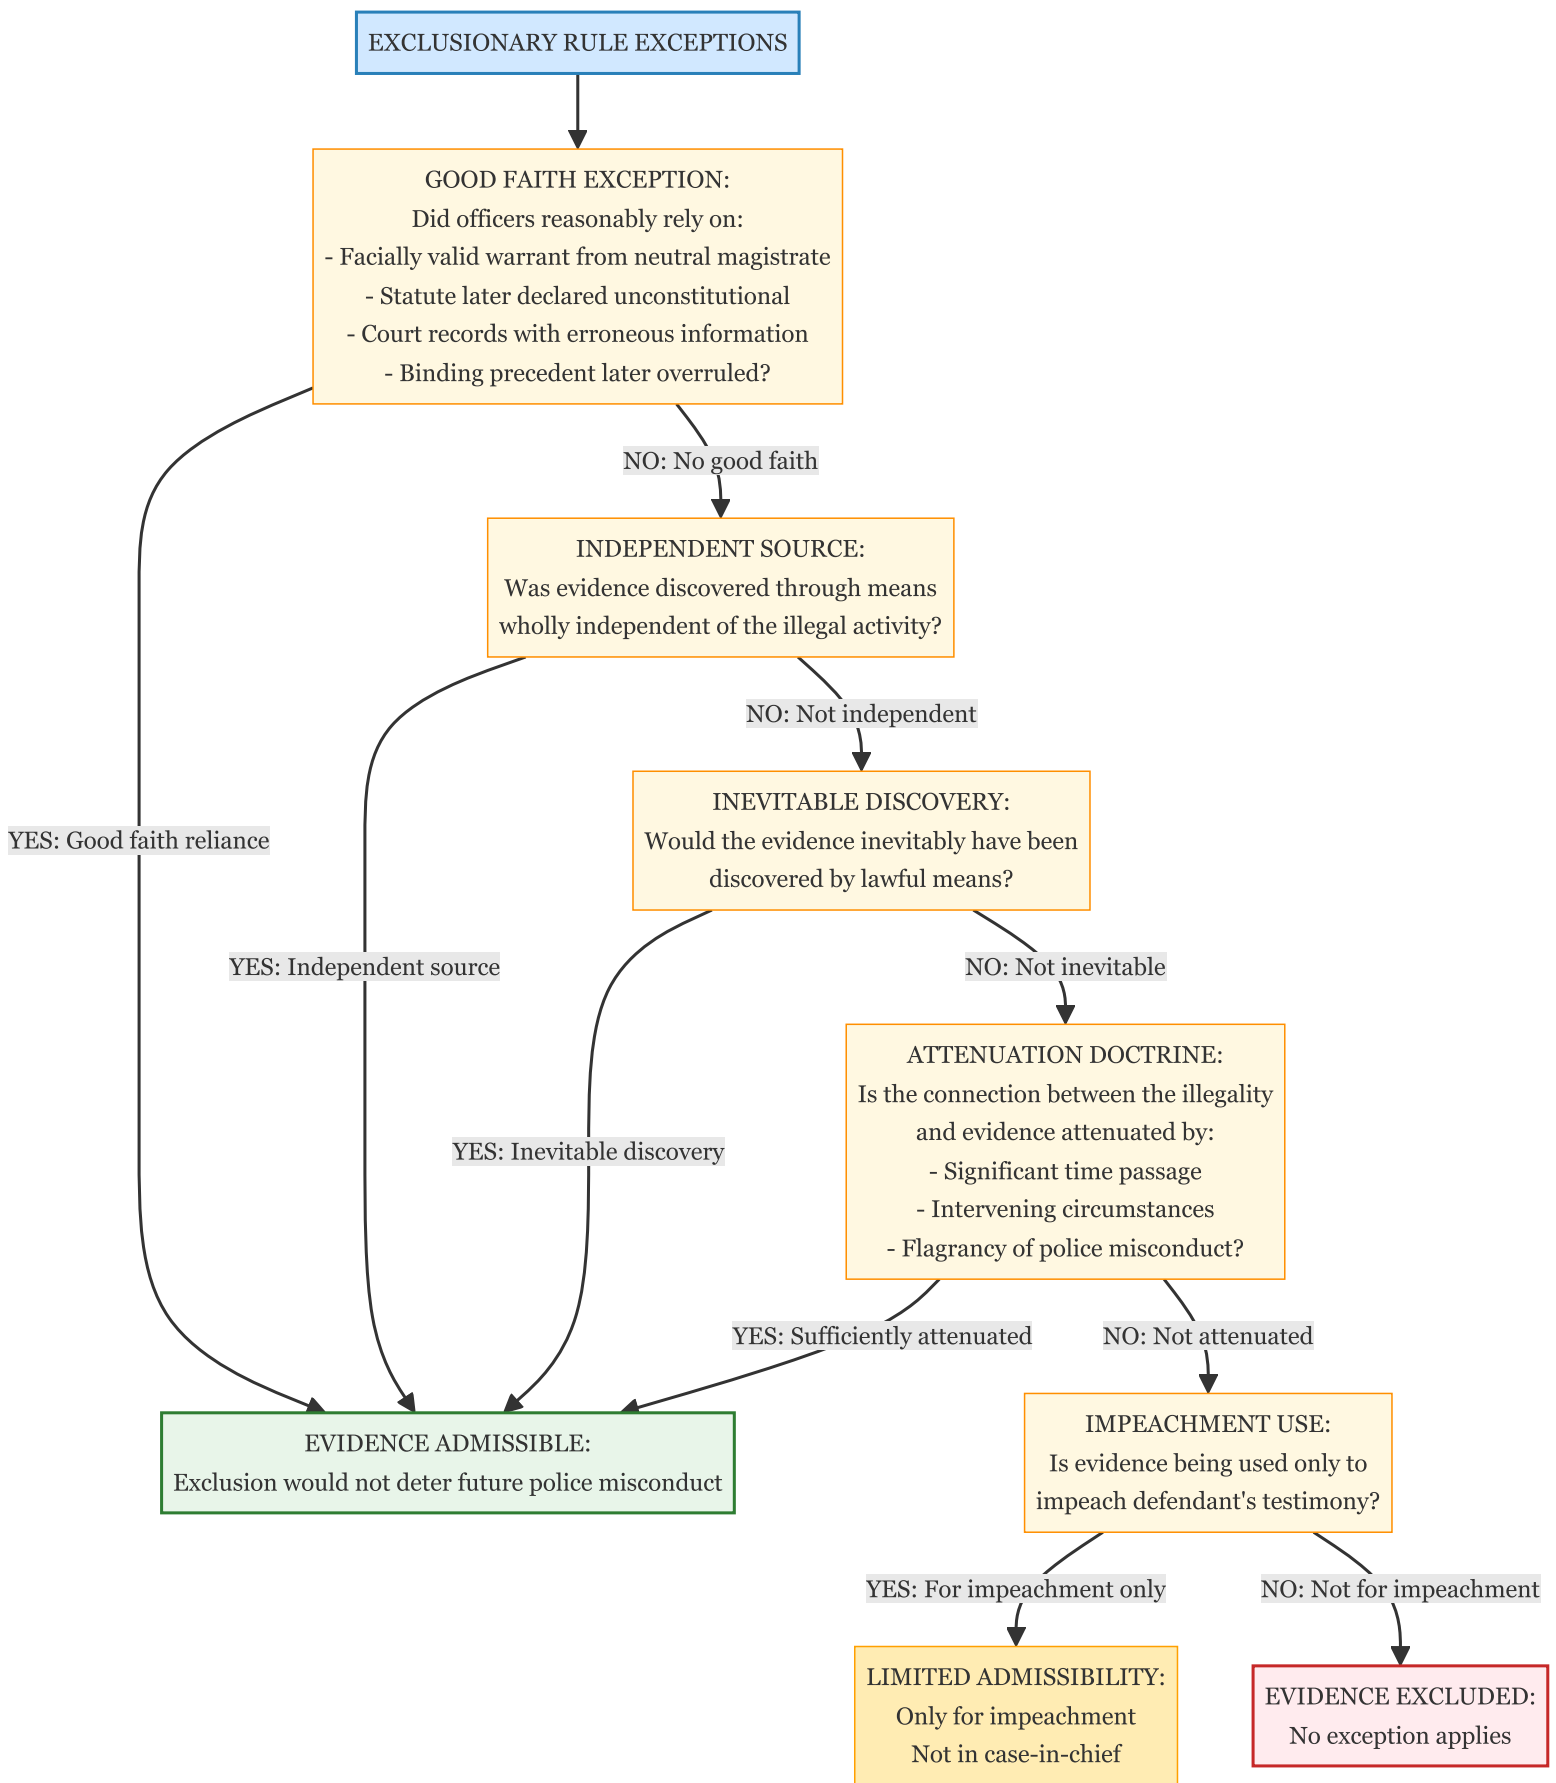 EXCLUSIONARY RULE EXCEPTIONS
GOOD FAITH EXCEPTION:
Did officers reasonably rely on:
- Facially valid warrant from neutral magistrate
- Statute later declared unconstitutional
- Court records with erroneous information
- Binding precedent later overruled?
NO: No good faith
INDEPENDENT SOURCE:
Was evidence discovered through means
wholly independent of the illegal activity?
NO: Not independent
INEVITABLE DISCOVERY:
Would the evidence inevitably have been
discovered by lawful means?
YES: Good faith reliance
YES: Independent source
NO: Not inevitable
ATTENUATION DOCTRINE:
Is the connection between the illegality
and evidence attenuated by:
- Significant time passage
- Intervening circumstances
- Flagrancy of police misconduct?
YES: Inevitable discovery
YES: Sufficiently attenuated
NO: Not attenuated
EVIDENCE ADMISSIBLE:
Exclusion would not deter future police misconduct
IMPEACHMENT USE:
Is evidence being used only to
impeach defendant's testimony?
YES: For impeachment only
NO: Not for impeachment
LIMITED ADMISSIBILITY:
Only for impeachment
Not in case-in-chief
EVIDENCE EXCLUDED:
No exception applies